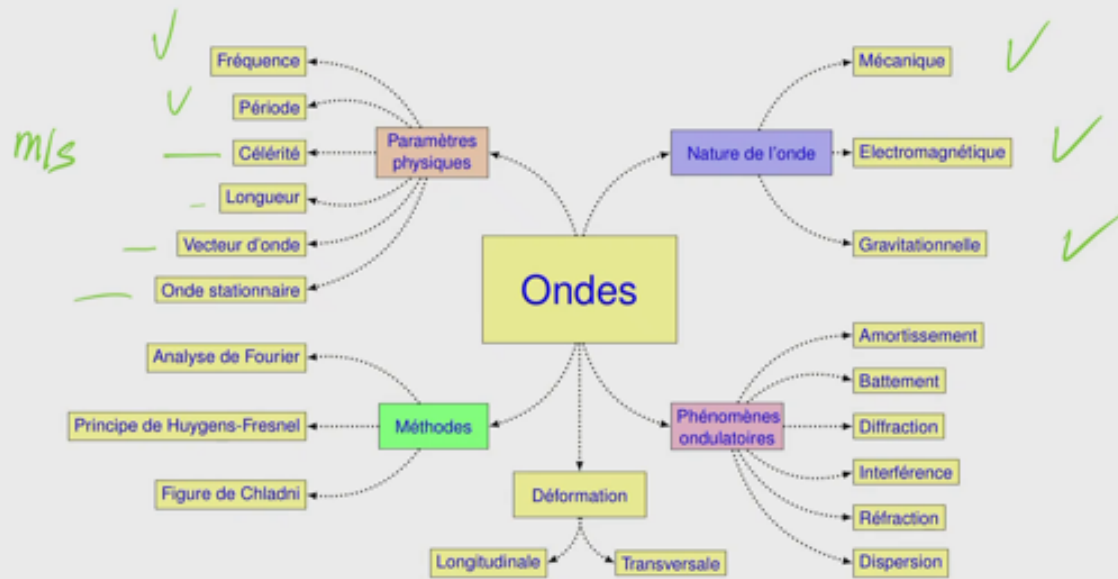 Fréquence
Période
m/s
Célérité
Longueur
Vecteur d'onde
Onde stationnaire
Paramètres
physiques
Nature de l'onde
Mécanique
Electromagnétique
Gravitationnelle
Ondes
Analyse de Fourier
Principe de Huygens-Fresnel
Figure de Chladni
Méthodes
Déformation
Longitudinale
Transversale
Phénomènes
ondulatoires
Amortissement
Battement
Diffraction
Interférence
Réfraction
Dispersion